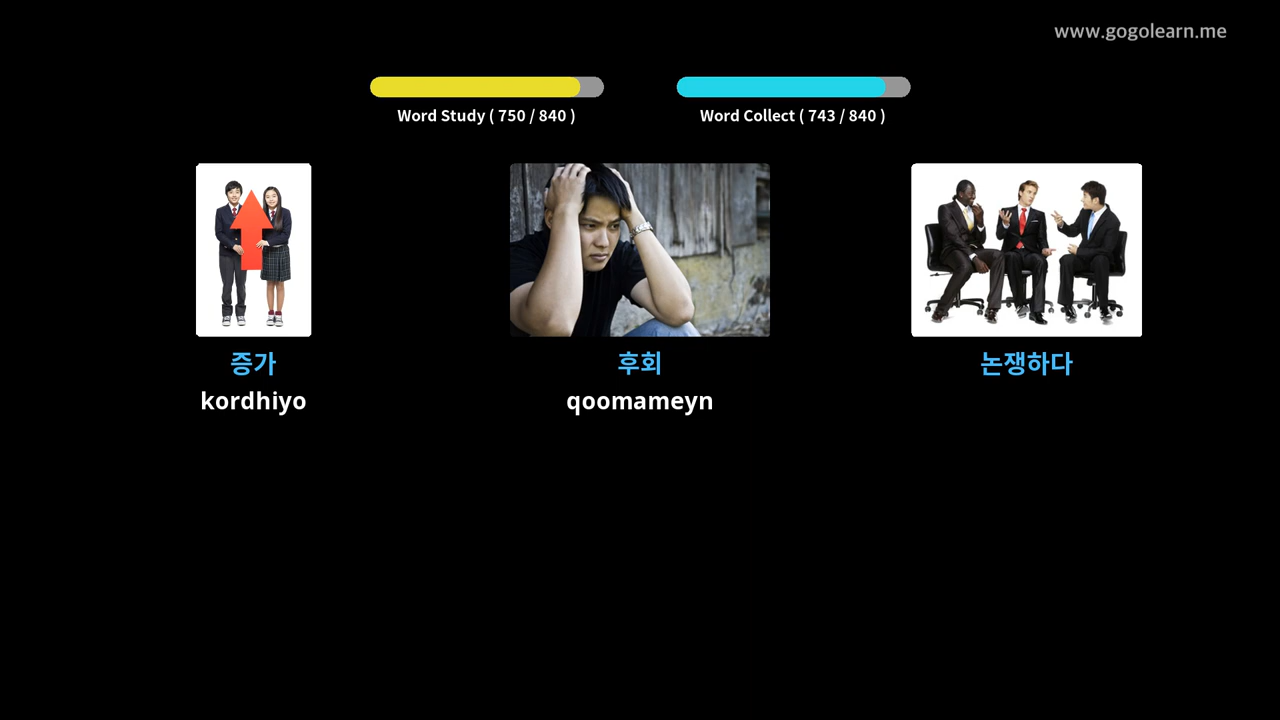 www.gogolearn.me
Word Study ( 750 / 840 )
Word Collect ( 743 / 840 )
증가
후회
논쟁하다
kordhiyo
qoomameyn